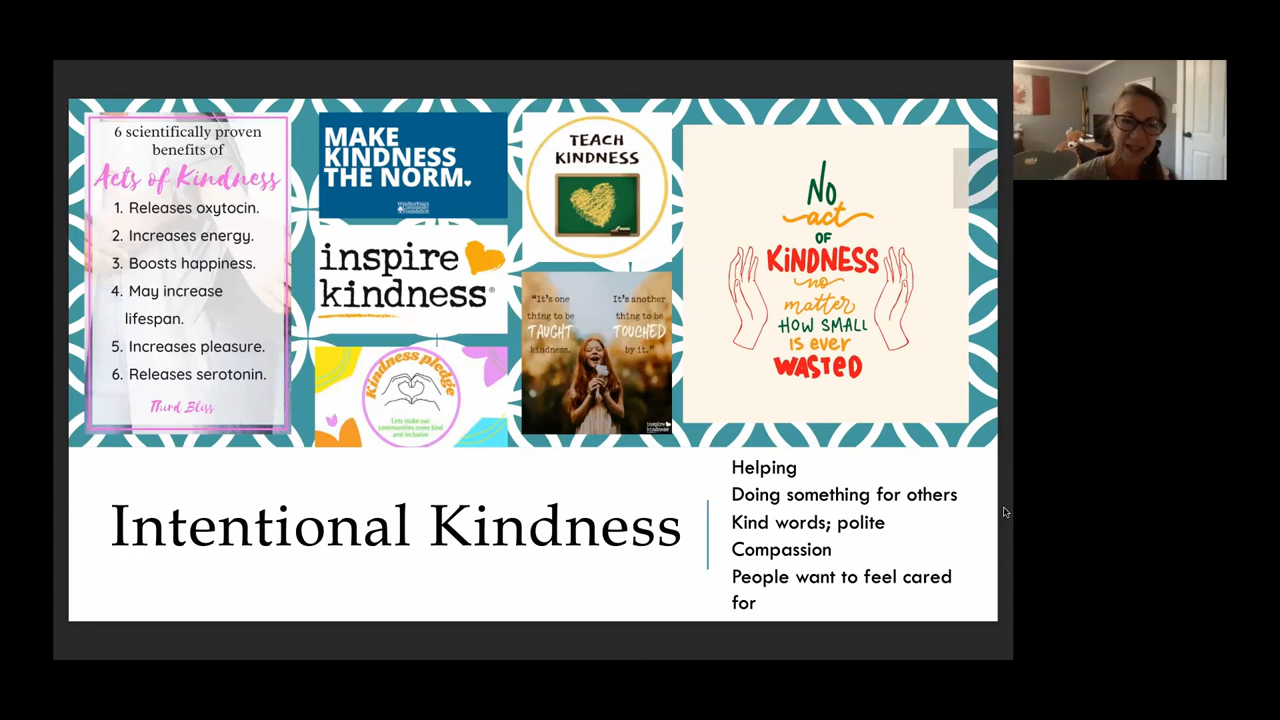 6 scientifically proven
benefits of
Acts of Kindness
1. Releases oxytocin.
2. Increases energy.
3. Boosts happiness.
4. May increase
lifespan.
5. Increases pleasure.
6. Releases serotonin.
Third Bliss
MAKE
KINDNESS
THE NORM.
inspire
kindness®
Kindness pledge
Lets make our
communities more kind
and inclusive
TEACH
KINDNESS
"It's one
thing to be
TAUGHT
kindness.
It's another
thing to be
TOUCHED
by it."
inspire
kindness
No
act
OF
KiNDNESS
no
matter
HOW SMALL
iS ever
WASTED
Intentional Kindness
Helping
Doing something for others
Kind words; polite
Compassion
People want to feel cared
for